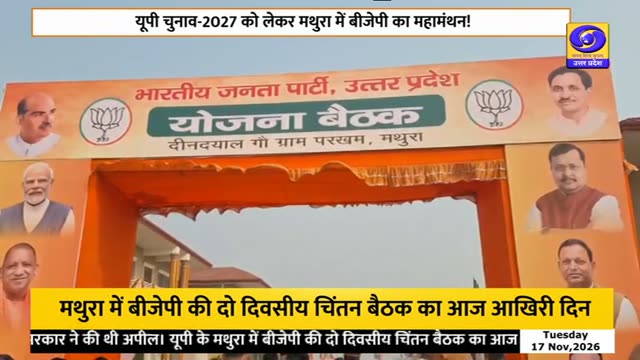 यूपी चुनाव-2027 को लेकर मथुरा में बीजेपी का महामंथन!
उत्तर प्रदेश
भारतीय जनता पार्टी, उत्तर प्रदेश
योजना बैठक
दीनदयाल गौ ग्राम परखम, मथुरा
मथुरा में बीजेपी की दो दिवसीय चिंतन बैठक का आज आखिरी दिन
सरकार ने की थी अपील। यूपी के मथुरा में बीजेपी की दो दिवसीय चिंतन बैठक का आज
Tuesday
17 Nov,2026